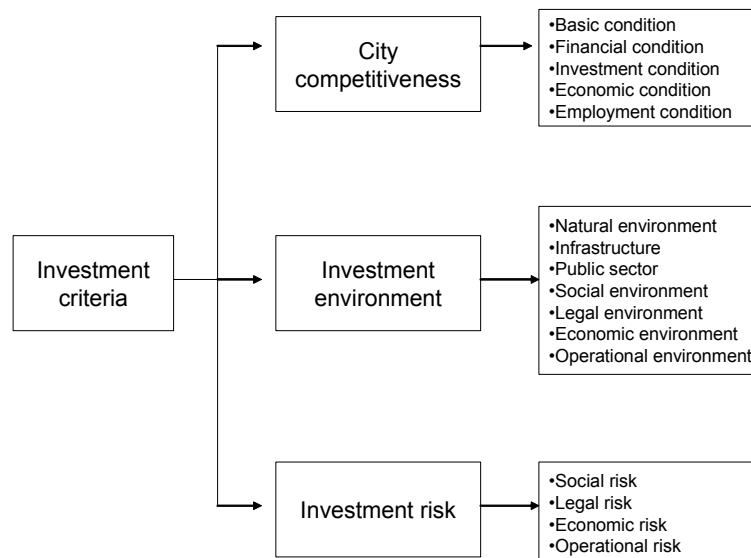 Investment
criteria
City
competitiveness
•Basic condition
•Financial condition
•Investment condition
•Economic condition
•Employment condition
Investment
environment
•Natural environment
•Infrastructure
•Public sector
•Social environment
•Legal environment
•Economic environment
•Operational environment
Investment risk
•Social risk
•Legal risk
•Economic risk
•Operational risk